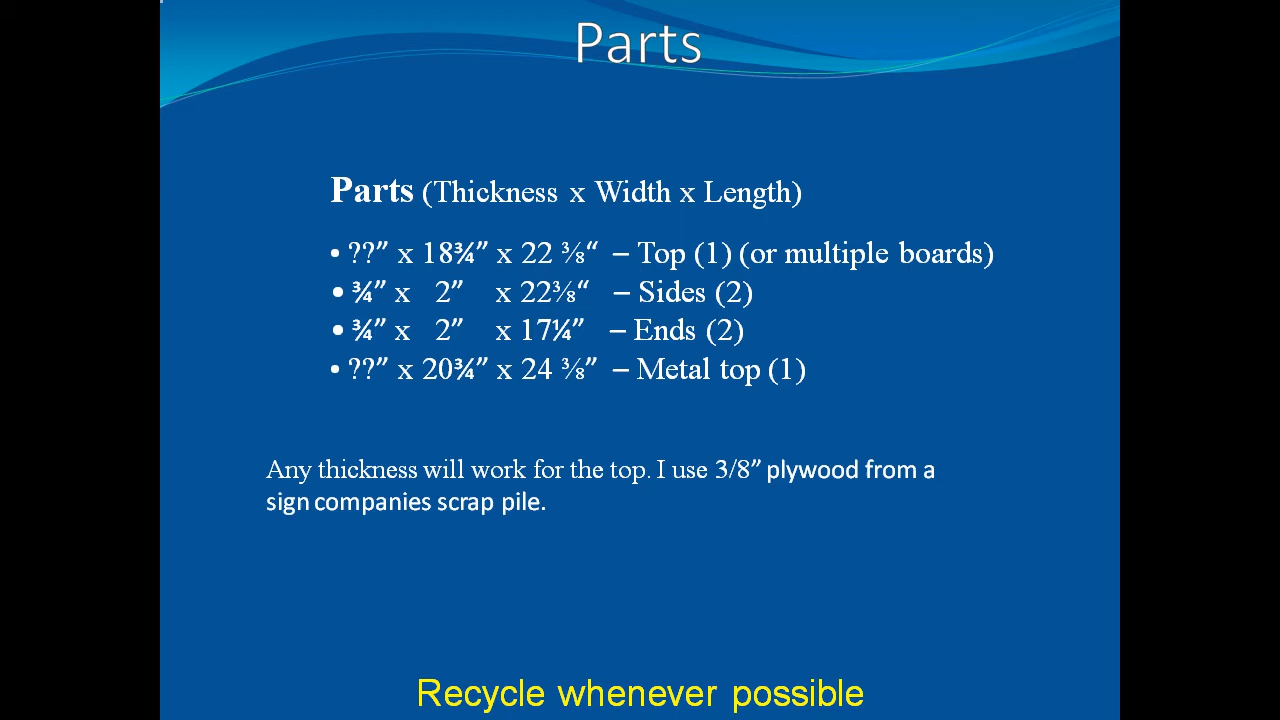 Parts
Parts (Thickness x Width x Length)
• ??” x 18¾” x 22 ⅜“ – Top (1) (or multiple boards)
• ¾” x 2” x 22⅜“ – Sides (2)
• ¾” x 2” x 17¼” – Ends (2)
• ??” x 20¾” x 24 ⅜” – Metal top (1)
Any thickness will work for the top. I use 3/8” plywood from a
sign companies scrap pile.
Recycle whenever possible